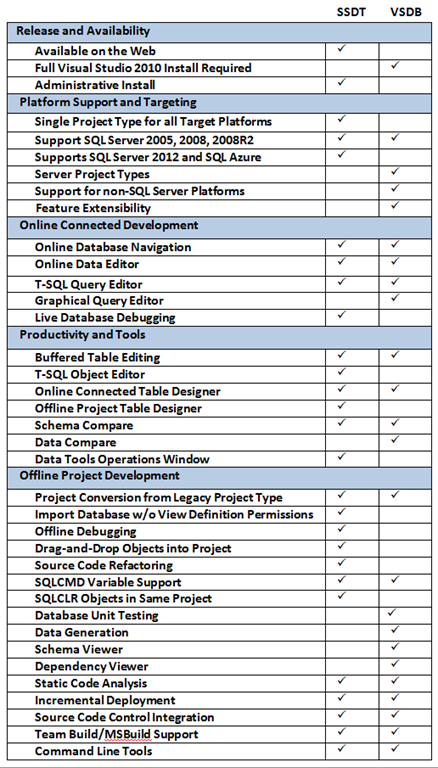 SSDT VSDB
Release and Availability
Available on the Web ✓
Full Visual Studio 2010 Install Required ✓
Administrative Install ✓
Platform Support and Targeting
Single Project Type for all Target Platforms ✓
Support SQL Server 2005, 2008, 2008R2 ✓ ✓
Supports SQL Server 2012 and SQL Azure ✓
Server Project Types ✓
Support for non-SQL Server Platforms ✓
Feature Extensibility ✓
Online Connected Development
Online Database Navigation ✓ ✓
Online Data Editor ✓ ✓
T-SQL Query Editor ✓ ✓
Graphical Query Editor ✓
Live Database Debugging ✓
Productivity and Tools
Buffered Table Editing ✓ ✓
T-SQL Object Editor ✓
Online Connected Table Designer ✓ ✓
Offline Project Table Designer ✓
Schema Compare ✓ ✓
Data Compare ✓
Data Tools Operations Window ✓
Offline Project Development
Project Conversion from Legacy Project Type ✓ ✓
Import Database w/o View Definition Permissions ✓
Offline Debugging ✓
Drag-and-Drop Objects into Project ✓
Source Code Refactoring ✓
SQLCMD Variable Support ✓ ✓
SQLCLR Objects in Same Project ✓
Database Unit Testing ✓
Data Generation ✓
Schema Viewer ✓
Dependency Viewer ✓
Static Code Analysis ✓ ✓
Incremental Deployment ✓ ✓
Source Code Control Integration ✓ ✓
Team Build/MSBuild Support ✓ ✓
Command Line Tools ✓ ✓